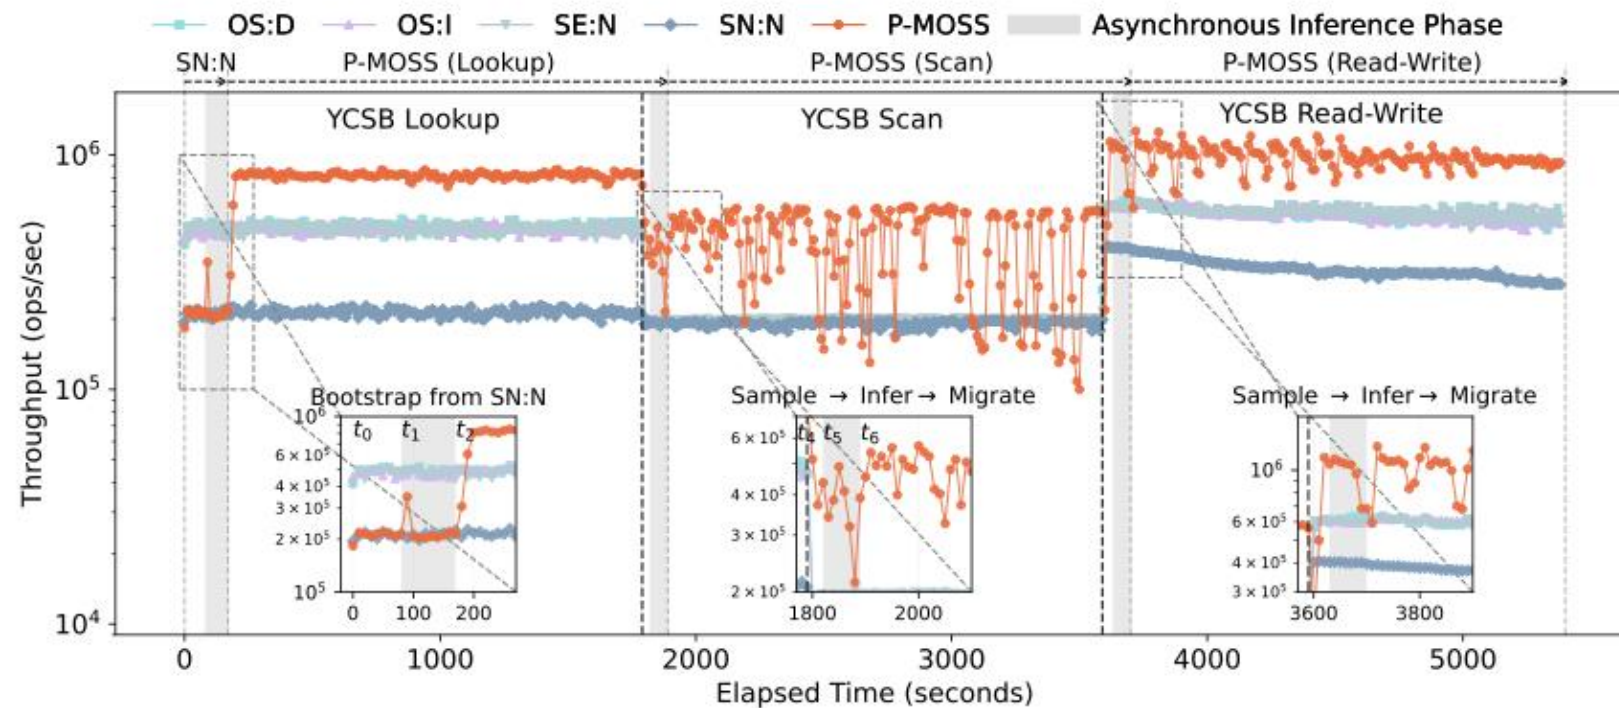 OS:D OS:I SE:N SN:N P-MOSS Asynchronous Inference Phase
SN:N P-MOSS (Lookup) P-MOSS (Scan) P-MOSS (Read-Write)
YCSB Lookup YCSB Scan YCSB Read-Write
Throughput (ops/sec)
10⁶
10⁵
10⁴
Bootstrap from SN:N
10⁶
6 × 10⁵
4 × 10⁵
3 × 10⁵
2 × 10⁵
10⁵
t₀ t₁ t₂
0 100 200
Sample → Infer → Migrate
6 × 10⁵
4 × 10⁵
3 × 10⁵
2 × 10⁵
t₄ t₅ t₆
1800 2000
Sample → Infer → Migrate
10⁶
6 × 10⁵
4 × 10⁵
3 × 10⁵
3600 3800
0 1000 2000 3000 4000 5000
Elapsed Time (seconds)